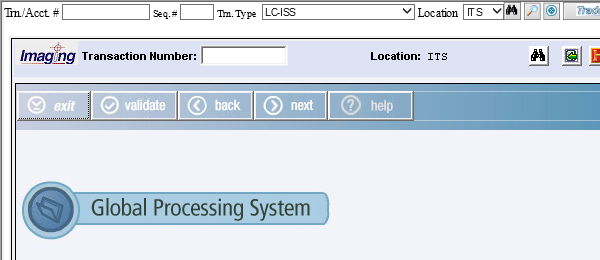 Trn/Acct. # Seq. # Trn. Type LC-ISS Location ITS
Imaging Transaction Number: Location: ITS
exit validate back next help
Global Processing System